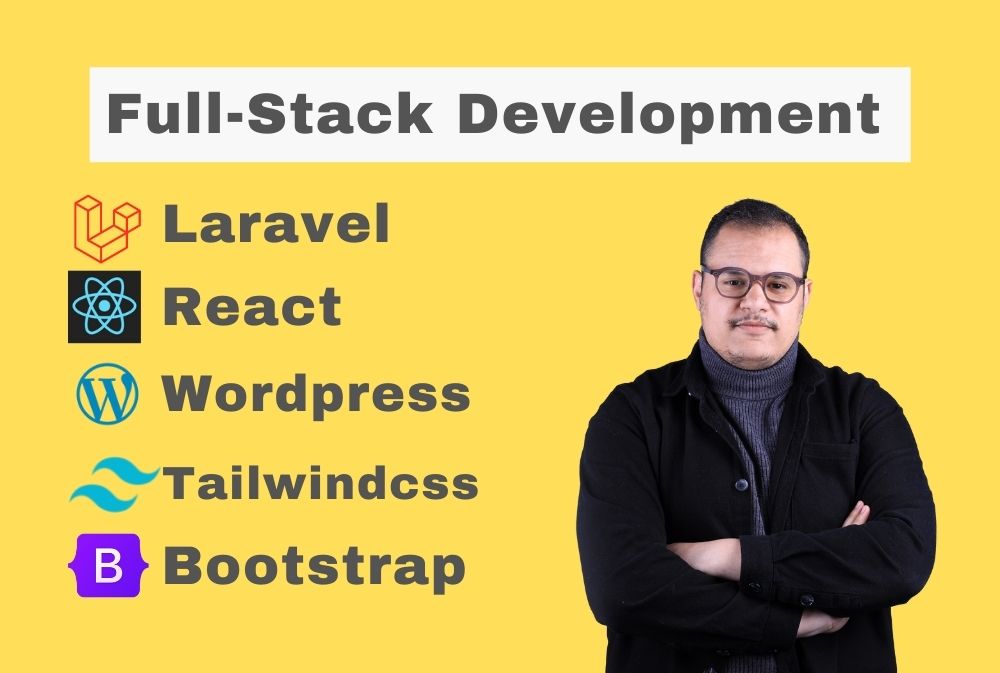 Full-Stack Development
Laravel
React
Wordpress
Tailwindcss
B Bootstrap